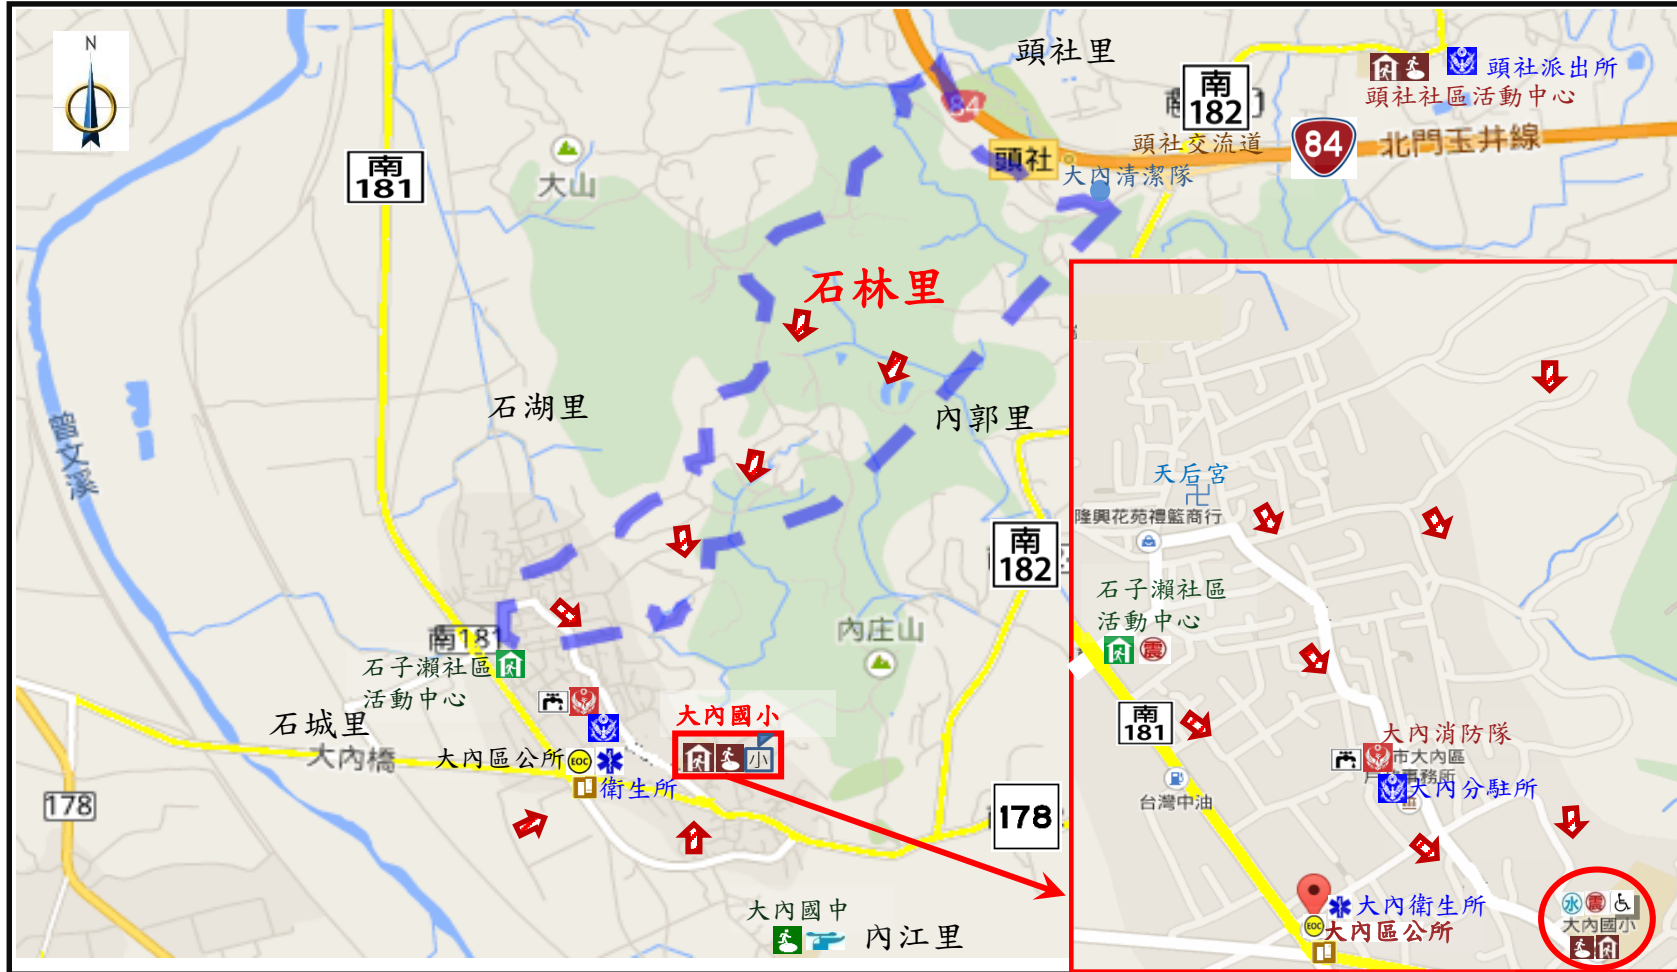 N
頭社里
南
182
頭社派出所
頭社社區活動中心
84
頭社交流道
84
北門玉井線
頭社
大內清潔隊
南
181
大山
石林里
石湖里
內郭里
曾文溪
南
182
內庄山
南181
石子瀨社區
活動中心
大內國小
小
石城里
大內橋
大內區公所
EOC
衛生所
178
178
大內國中
內江里
天后宮
隆興花苑禮籃商行
石子瀨社區
活動中心
震
南
181
台灣中油
大內消防隊
市大內區
事務所
大內分駐所
大內衛生所
EOC
大內區公所
水
震
大內國小